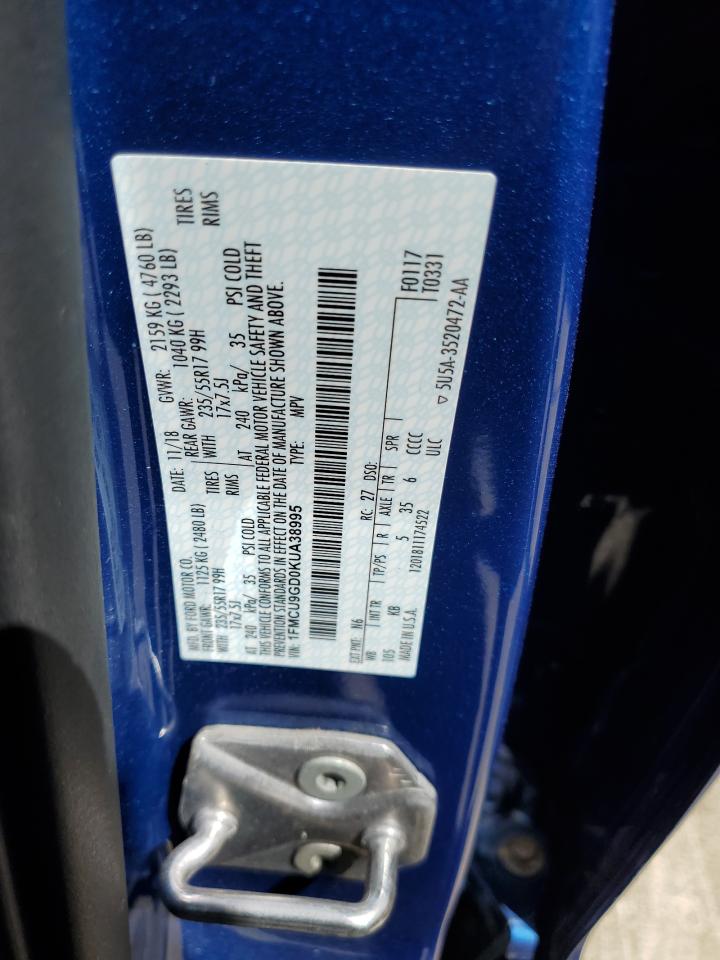 MFD. BY FORD MOTOR CO. DATE: 11/18 GVWR: 2159 KG ( 4760 LB)
FRONT GAWR: 1125 KG ( 2480 LB) REAR GAWR: 1040 KG ( 2293 LB)
235/55R17 99H TIRES WITH 235/55R17 99H TIRES
17x7.5J RIMS 17x7.5J RIMS
AT 240 kPa/ 35 PSI COLD AT 240 kPa/ 35 PSI COLD
THIS VEHICLE CONFORMS TO ALL APPLICABLE FEDERAL MOTOR VEHICLE SAFETY AND THEFT
PREVENTION STANDARDS IN EFFECT ON THE DATE OF MANUFACTURE SHOWN ABOVE.
VIN: 1FMCU9GD0KUA38995 TYPE: MPV
EXT PNT: N6 RC: 27 DSO: F0117
WB INT TR TP/PS R AXLE TR SPR T0331
105 KB 5 35 6 CCCC ▽ 5U5A-3520472-AA
MADE IN U.S.A. 1201811174522 ULC